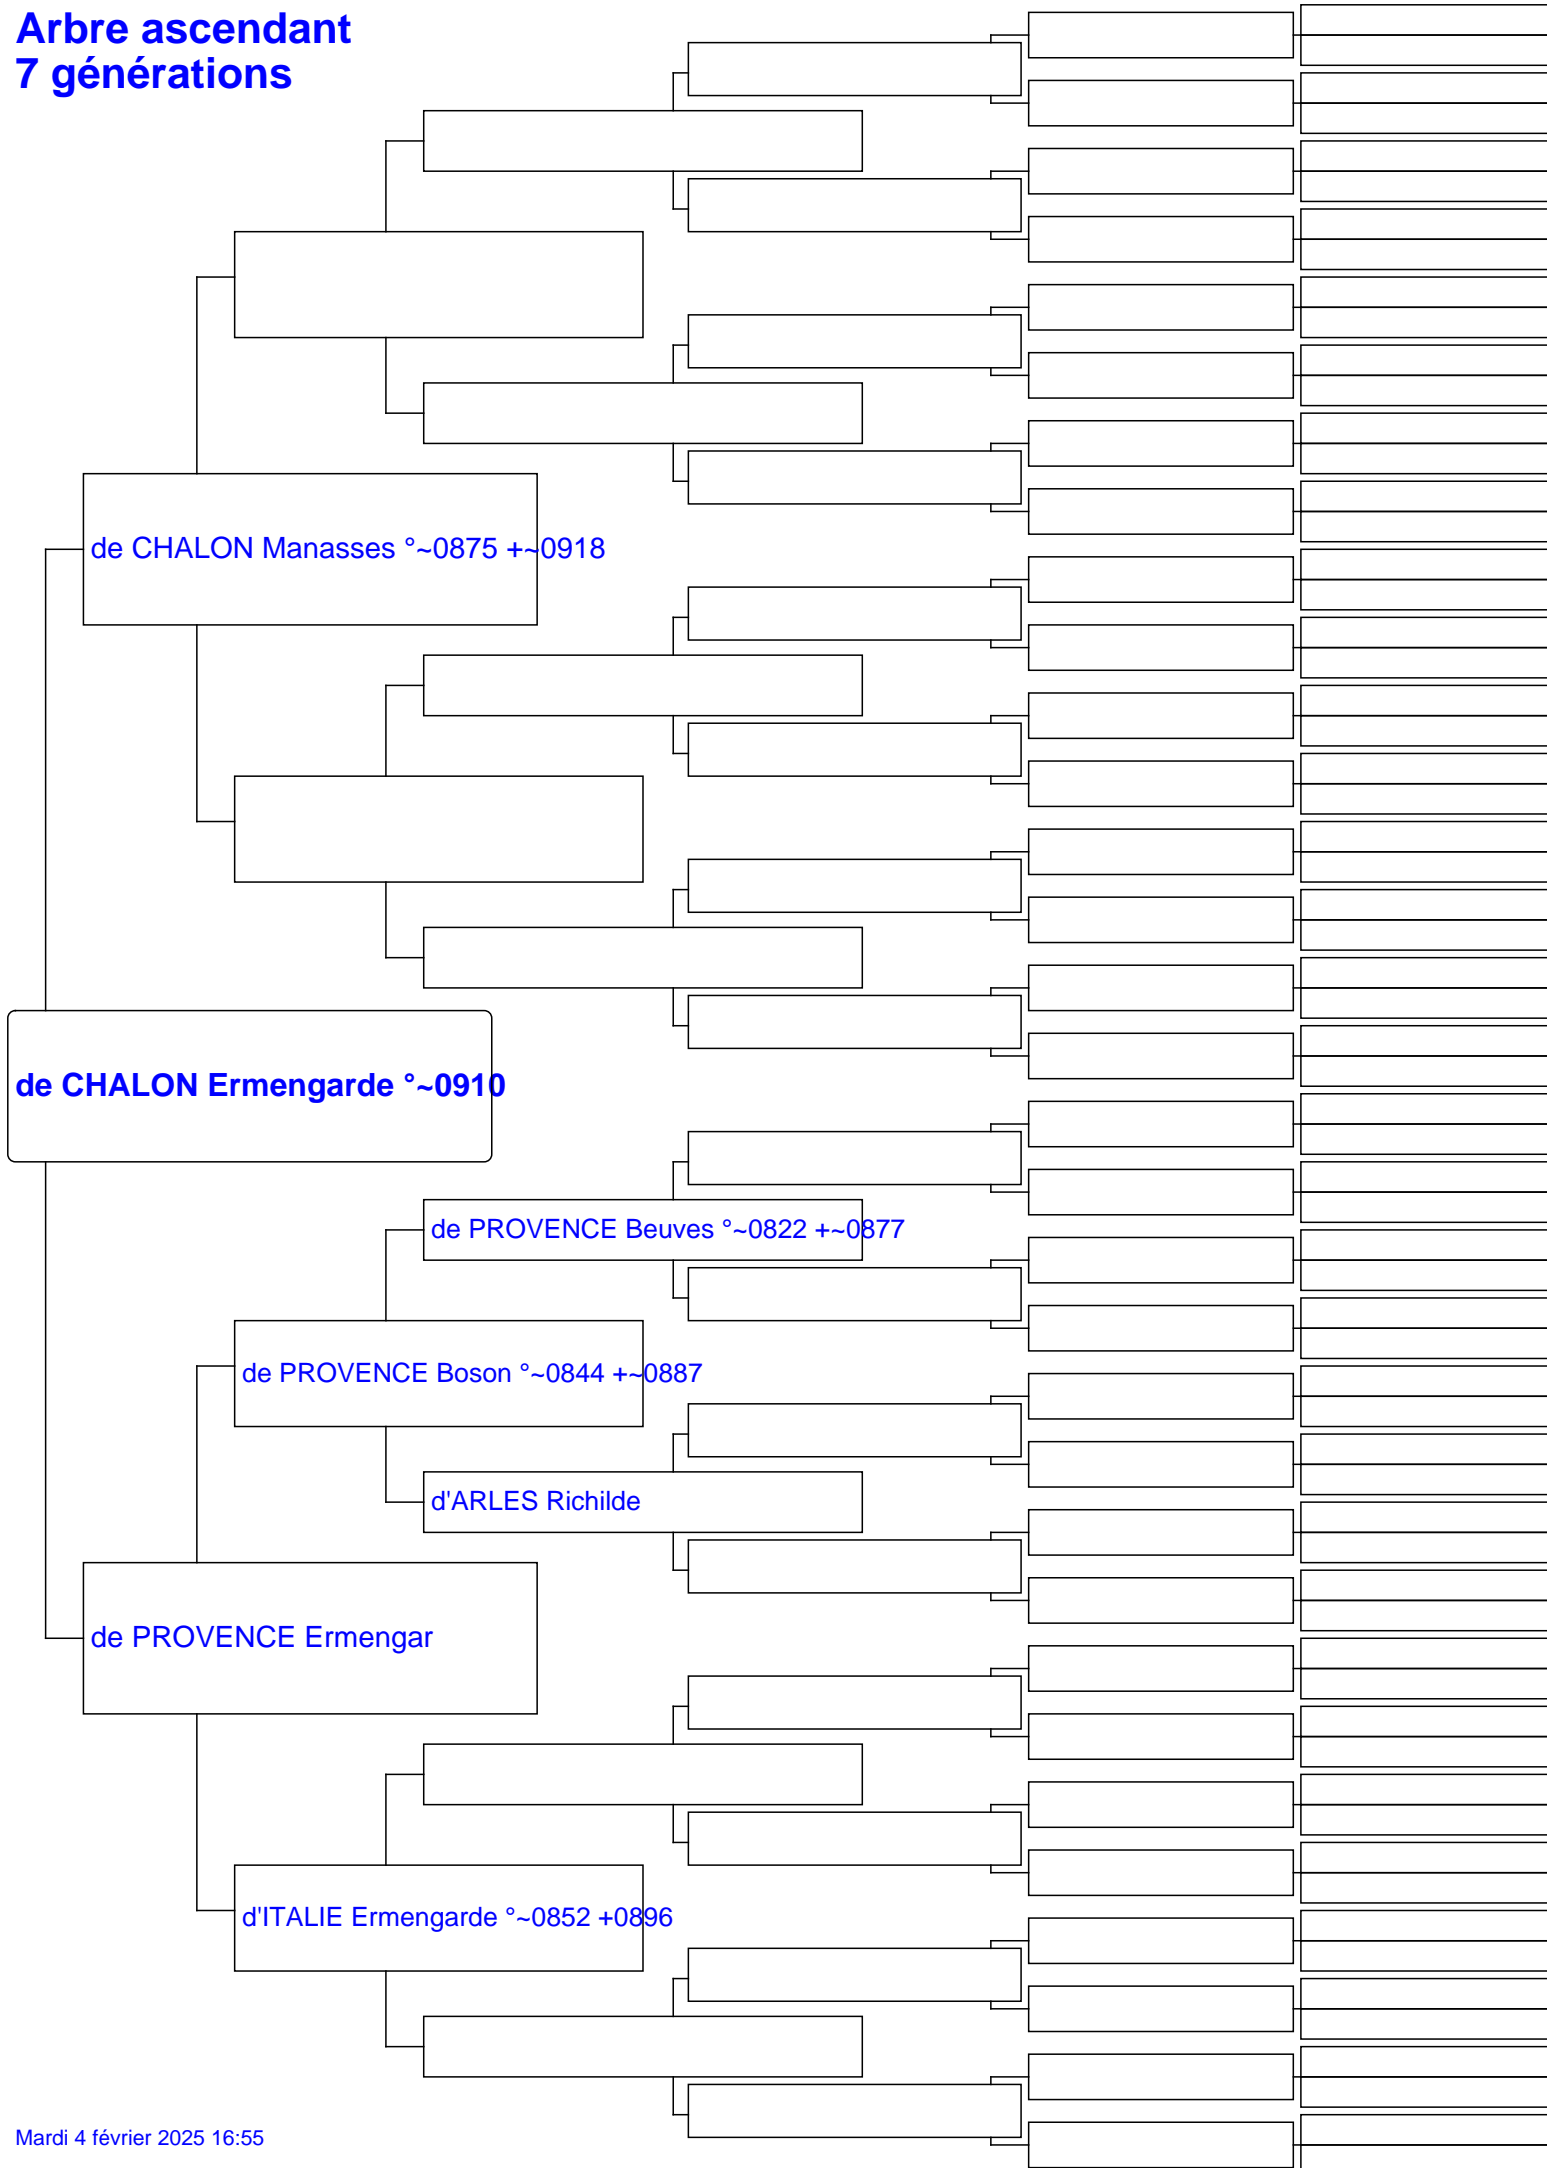 Arbre ascendant
7 générations
de CHALON Manasses °~0875 +~0918
de CHALON Ermengarde °~0910
de PROVENCE Beuves °~0822 +~0877
de PROVENCE Boson °~0844 +~0887
d'ARLES Richilde
de PROVENCE Ermengar
d'ITALIE Ermengarde °~0852 +0896
Mardi 4 février 2025 16:55